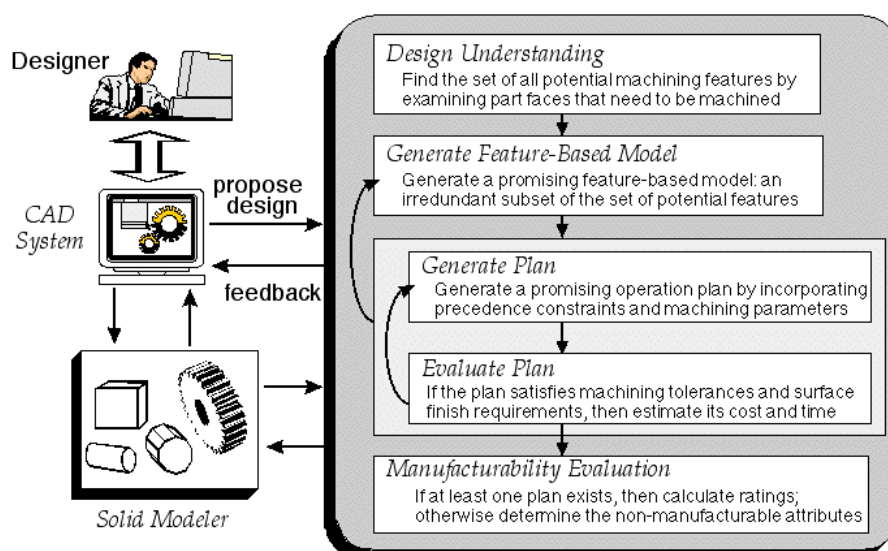 Designer
CAD
System
propose
design
feedback
Solid Modeler
Design Understanding
Find the set of all potential machining features by
examining part faces that need to be machined
Generate Feature-Based Model
Generate a promising feature-based model: an
irredundant subset of the set of potential features
Generate Plan
Generate a promising operation plan by incorporating
precedence constraints and machining parameters
Evaluate Plan
If the plan satisfies machining tolerances and surface
finish requirements, then estimate its cost and time
Manufacturability Evaluation
If at least one plan exists, then calculate ratings;
otherwise determine the non-manufacturable attributes